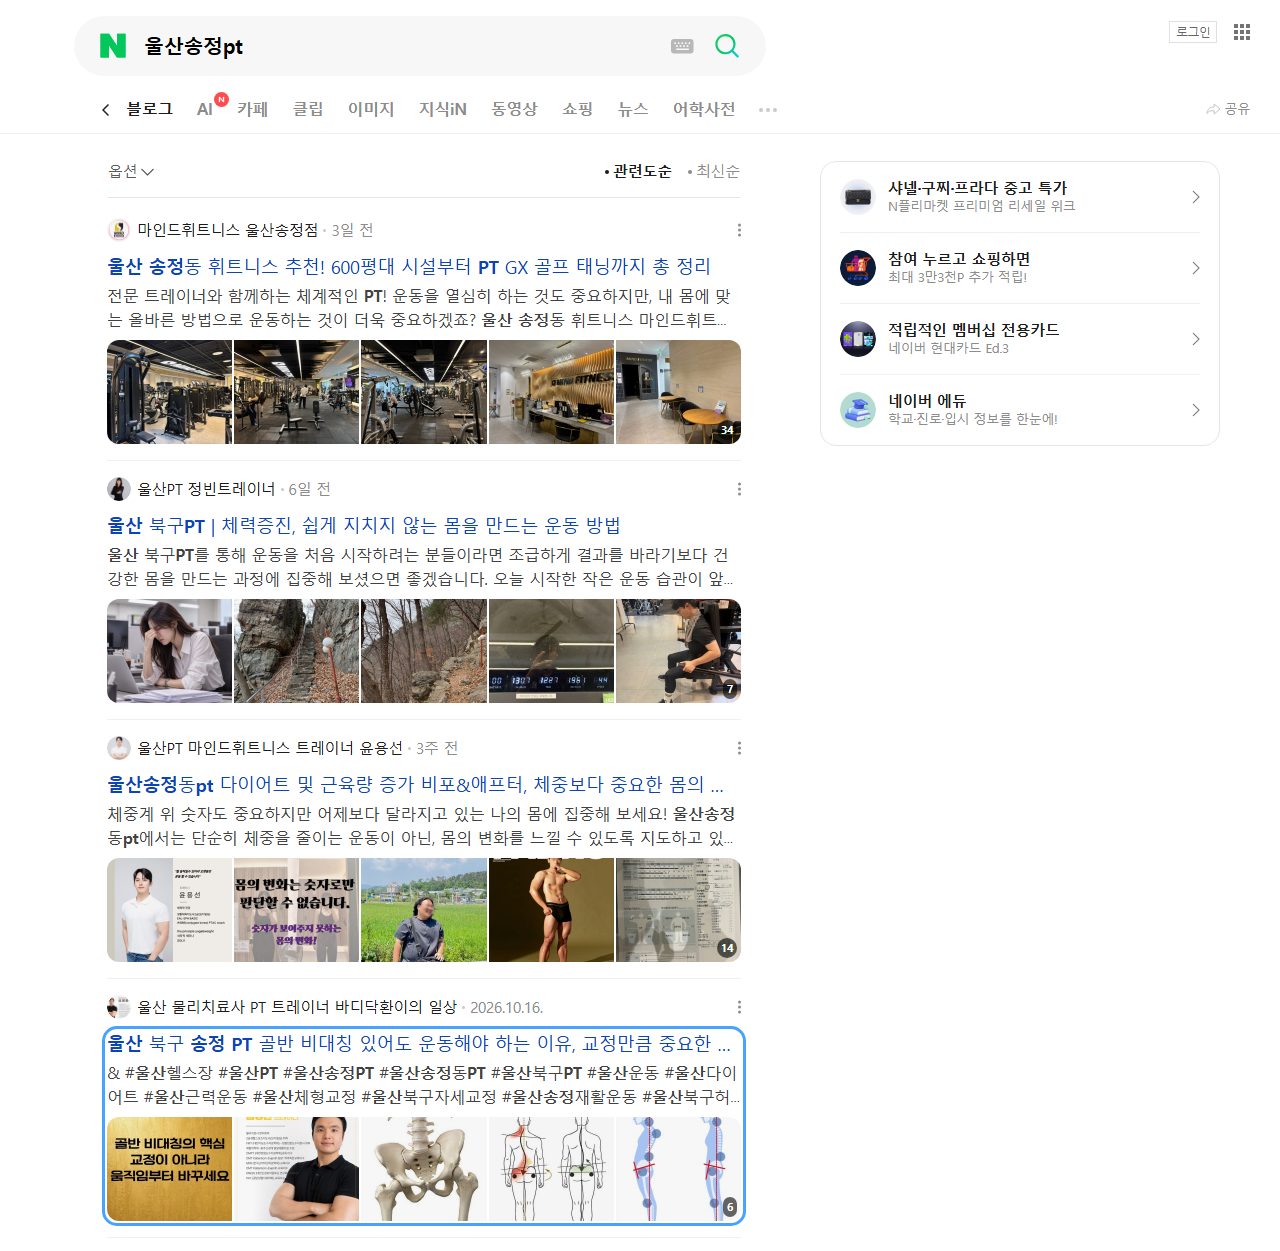 울산송정pt
로그인
블로그 AI N 카페 클립 이미지 지식iN 동영상 쇼핑 뉴스 어학사전
공유
옵션
관련도순 최신순
마인드휘트니스 울산송정점 · 3일 전
울산 송정동 휘트니스 추천! 600평대 시설부터 PT GX 골프 태닝까지 총 정리
전문 트레이너와 함께하는 체계적인 PT! 운동을 열심히 하는 것도 중요하지만, 내 몸에 맞
는 올바른 방법으로 운동하는 것이 더욱 중요하겠죠? 울산 송정동 휘트니스 마인드휘트...
34
울산PT 정빈트레이너 · 6일 전
울산 북구PT | 체력증진, 쉽게 지치지 않는 몸을 만드는 운동 방법
울산 북구PT를 통해 운동을 처음 시작하려는 분들이라면 조급하게 결과를 바라기보다 건
강한 몸을 만드는 과정에 집중해 보셨으면 좋겠습니다. 오늘 시작한 작은 운동 습관이 앞...
7
울산PT 마인드휘트니스 트레이너 윤용선 · 3주 전
울산송정동pt 다이어트 및 근육량 증가 비포&애프터, 체중보다 중요한 몸의 ...
체중계 위 숫자도 중요하지만 어제보다 달라지고 있는 나의 몸에 집중해 보세요! 울산송정
동pt에서는 단순히 체중을 줄이는 운동이 아닌, 몸의 변화를 느낄 수 있도록 지도하고 있...
윤용선
몸의 변화는 숫자로만
판단할 수 없습니다.
숫자가 보여주지 못하는
몸의 변화!
14
울산 물리치료사 PT 트레이너 바디닥환이의 일상 · 2026.10.16.
울산 북구 송정 PT 골반 비대칭 있어도 운동해야 하는 이유, 교정만큼 중요한 ...
& #울산헬스장 #울산PT #울산송정PT #울산송정동PT #울산북구PT #울산운동 #울산다이
어트 #울산근력운동 #울산체형교정 #울산북구자세교정 #울산송정재활운동 #울산북구허...
골반 비대칭의 핵심
교정이 아니라
움직임부터 바꾸세요
6
샤넬·구찌·프라다 중고 특가
N플리마켓 프리미엄 리세일 위크
참여 누르고 쇼핑하면
최대 3만3천P 추가 적립!
적립적인 멤버십 전용카드
네이버 현대카드 Ed.3
네이버 에듀
학교·진로·입시 정보를 한눈에!